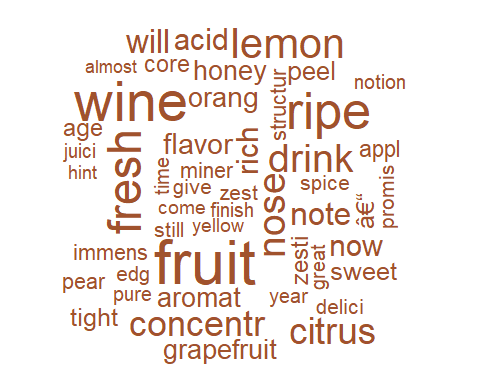 will
acid
lemon
almost
core
honey
peel
notion
wine
orang
structur
ripe
age
fresh
flavor
rich
drink
appl
juici
hint
time
miner
give
zest
nose
spice
promis
come
finish
note
â€“
still
yellow
immens
fruit
zesti
great
now
sweet
pear
edg
pure
aromat
year
delici
tight
concentr
citrus
grapefruit